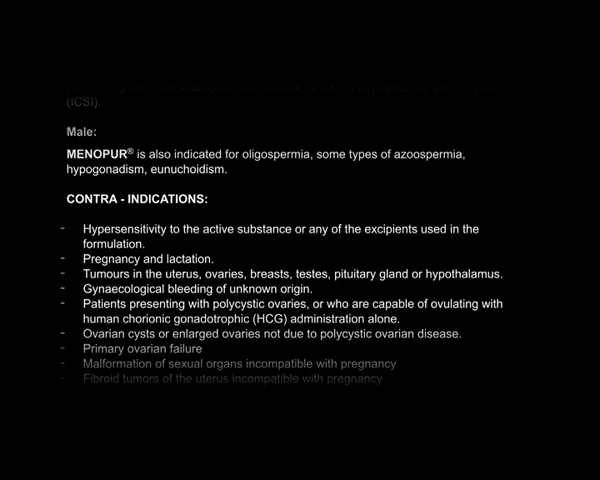 (ICSI).
Male:
MENOPUR® is also indicated for oligospermia, some types of azoospermia,
hypogonadism, eunuchoidism.
CONTRA - INDICATIONS:
- Hypersensitivity to the active substance or any of the excipients used in the
formulation.
- Pregnancy and lactation.
- Tumours in the uterus, ovaries, breasts, testes, pituitary gland or hypothalamus.
- Gynaecological bleeding of unknown origin.
- Patients presenting with polycystic ovaries, or who are capable of ovulating with
human chorionic gonadotrophic (HCG) administration alone.
- Ovarian cysts or enlarged ovaries not due to polycystic ovarian disease.
- Primary ovarian failure
- Malformation of sexual organs incompatible with pregnancy
- Fibroid tumors of the uterus incompatible with pregnancy